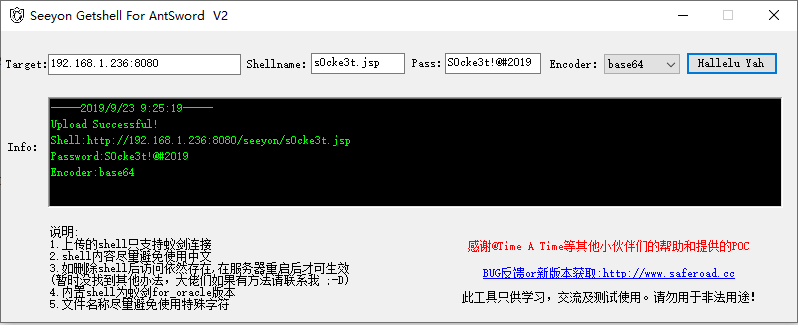 Seeyon Getshell For AntSword V2
Target: 192.168.1.236:8080 Shellname: s0cke3t.jsp Pass: S0cke3t!@#2019 Encoder: base64 Hallelu Yah
Info:
-----2019/9/23 9:25:19-----
Upload Successful!
Shell:http://192.168.1.236:8080/seeyon/s0cke3t.jsp
Password:S0cke3t!@#2019
Encoder:base64
说明:
1.上传的shell只支持蚁剑连接
2.shell内容尽量避免使用中文
3.如删除shell后访问依然存在,在服务器重启后才可生效
(暂时没找到其他办法，大佬们如果有方法请联系我 :-D)
4.内置shell为蚁剑for_oracle版本
5.文件名称尽量避免使用特殊字符
感谢@Time A Time等其他小伙伴们的帮助和提供的POC
BUG反馈or新版本获取:http://www.saferoad.cc
此工具只供学习，交流及测试使用。请勿用于非法用途！